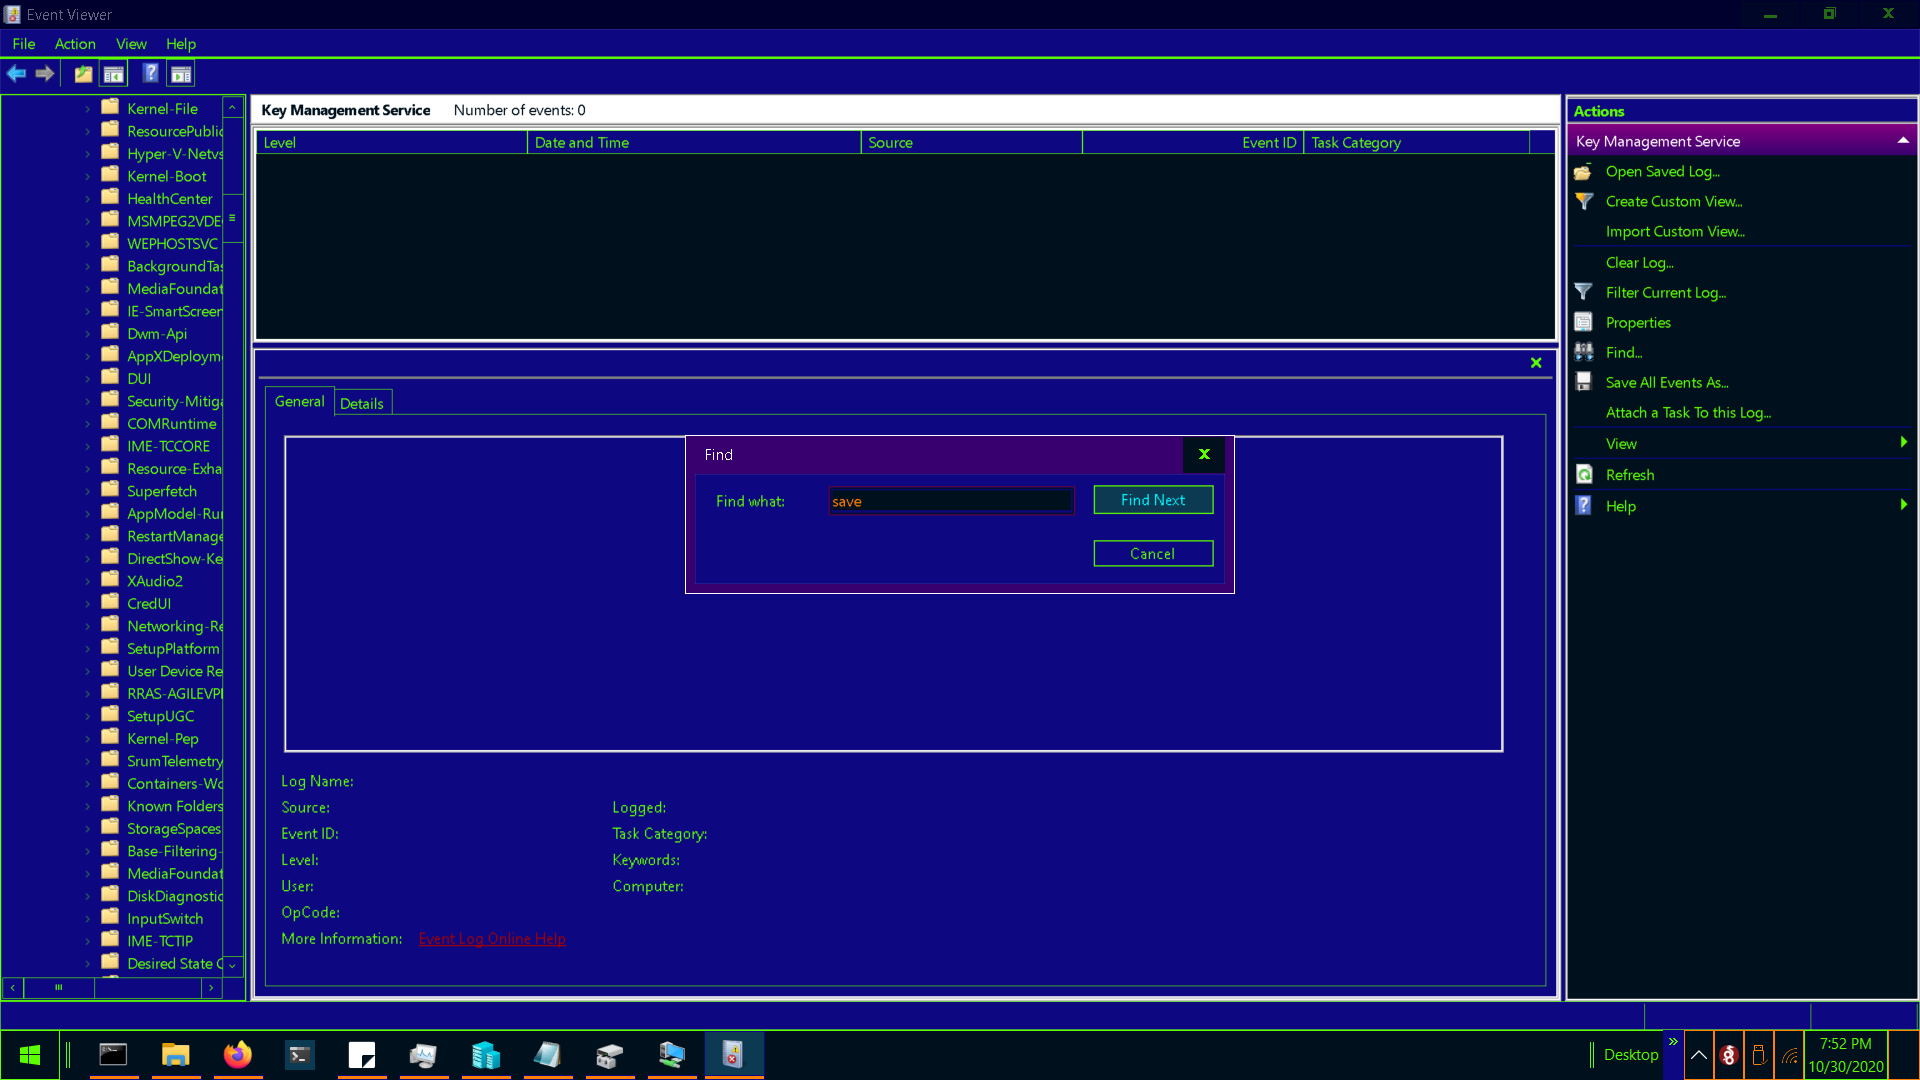 Event Viewer
File Action View Help
Kernel-File
ResourcePublic
Hyper-V-Netvs
Kernel-Boot
HealthCenter
MSMPEG2VDE
WEPHOSTSVC
BackgroundTas
MediaFoundat
IE-SmartScreen
Dwm-Api
AppXDeploym
DUI
Security-Mitiga
COMRuntime
IME-TCCORE
Resource-Exha
Superfetch
AppModel-Run
RestartManage
DirectShow-Ke
XAudio2
CredUI
Networking-Re
SetupPlatform
User Device Re
RRAS-AGILEVPN
SetupUGC
Kernel-Pep
SrumTelemetry
Containers-Wc
Known Folders
StorageSpaces
Base-Filtering-
MediaFoundat
DiskDiagnostic
InputSwitch
IME-TCTIP
Desired State C
Key Management Service Number of events: 0
Level Date and Time Source Event ID Task Category
General Details
Find
Find what: save Find Next
Cancel
Log Name:
Source: Logged:
Event ID: Task Category:
Level: Keywords:
User: Computer:
OpCode:
More Information: Event Log Online Help
Actions
Key Management Service
Open Saved Log...
Create Custom View...
Import Custom View...
Clear Log...
Filter Current Log...
Properties
Find...
Save All Events As...
Attach a Task To this Log...
View
Refresh
Help
Desktop
7:52 PM
10/30/2020